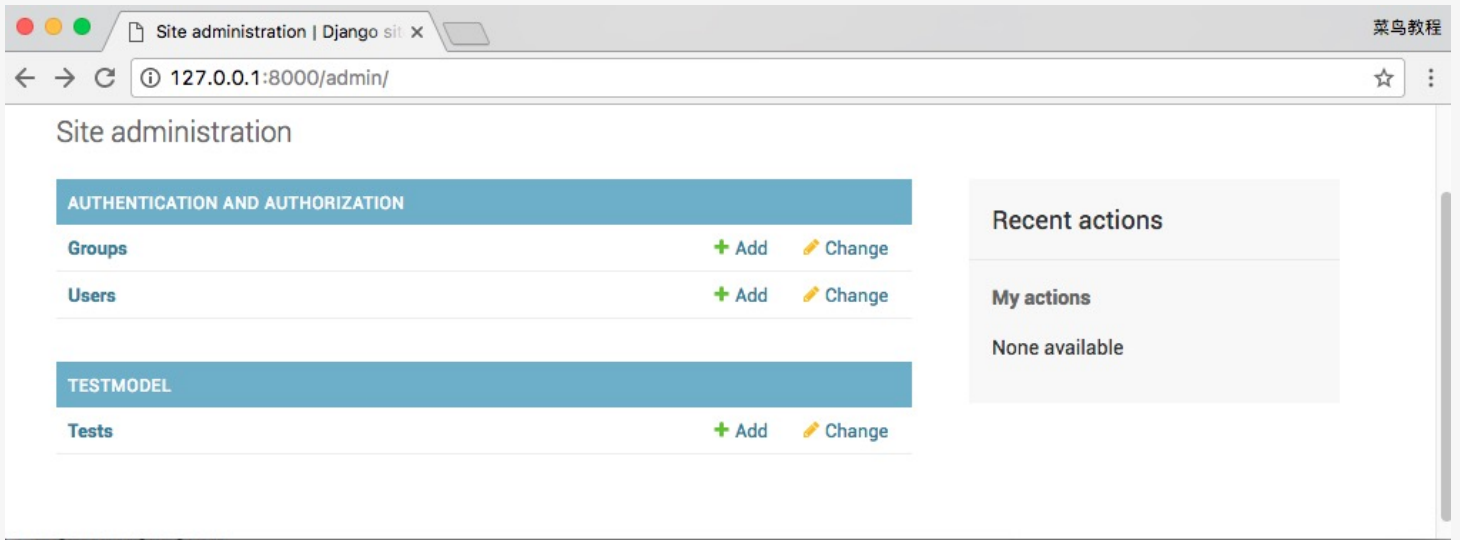 Site administration | Django sit
菜鸟教程
127.0.0.1:8000/admin/
Site administration
AUTHENTICATION AND AUTHORIZATION
Groups Add Change
Users Add Change
TESTMODEL
Tests Add Change
Recent actions
My actions
None available